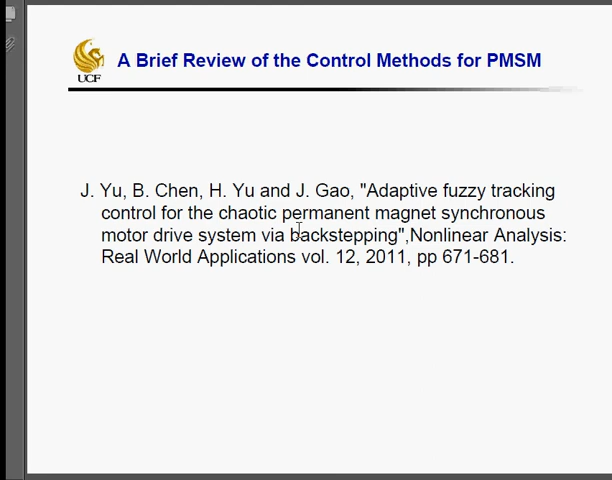 A Brief Review of the Control Methods for PMSM
UCF
J. Yu, B. Chen, H. Yu and J. Gao, "Adaptive fuzzy tracking
control for the chaotic permanent magnet synchronous
motor drive system via backstepping",Nonlinear Analysis:
Real World Applications vol. 12, 2011, pp 671-681.